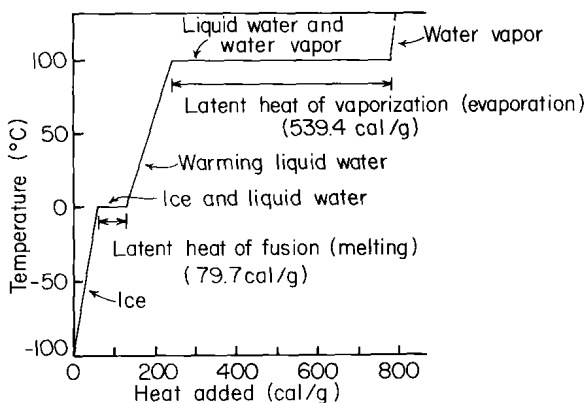 Liquid water and
water vapor
Water vapor
100
Latent heat of vaporization (evaporation)
(539.4 cal/g)
50
Warming liquid water
Ice and liquid water
0
Latent heat of fusion (melting)
(79.7cal/g)
-50
Ice
-100
Temperature (°C)
0
200
400
600
800
Heat added (cal/g)